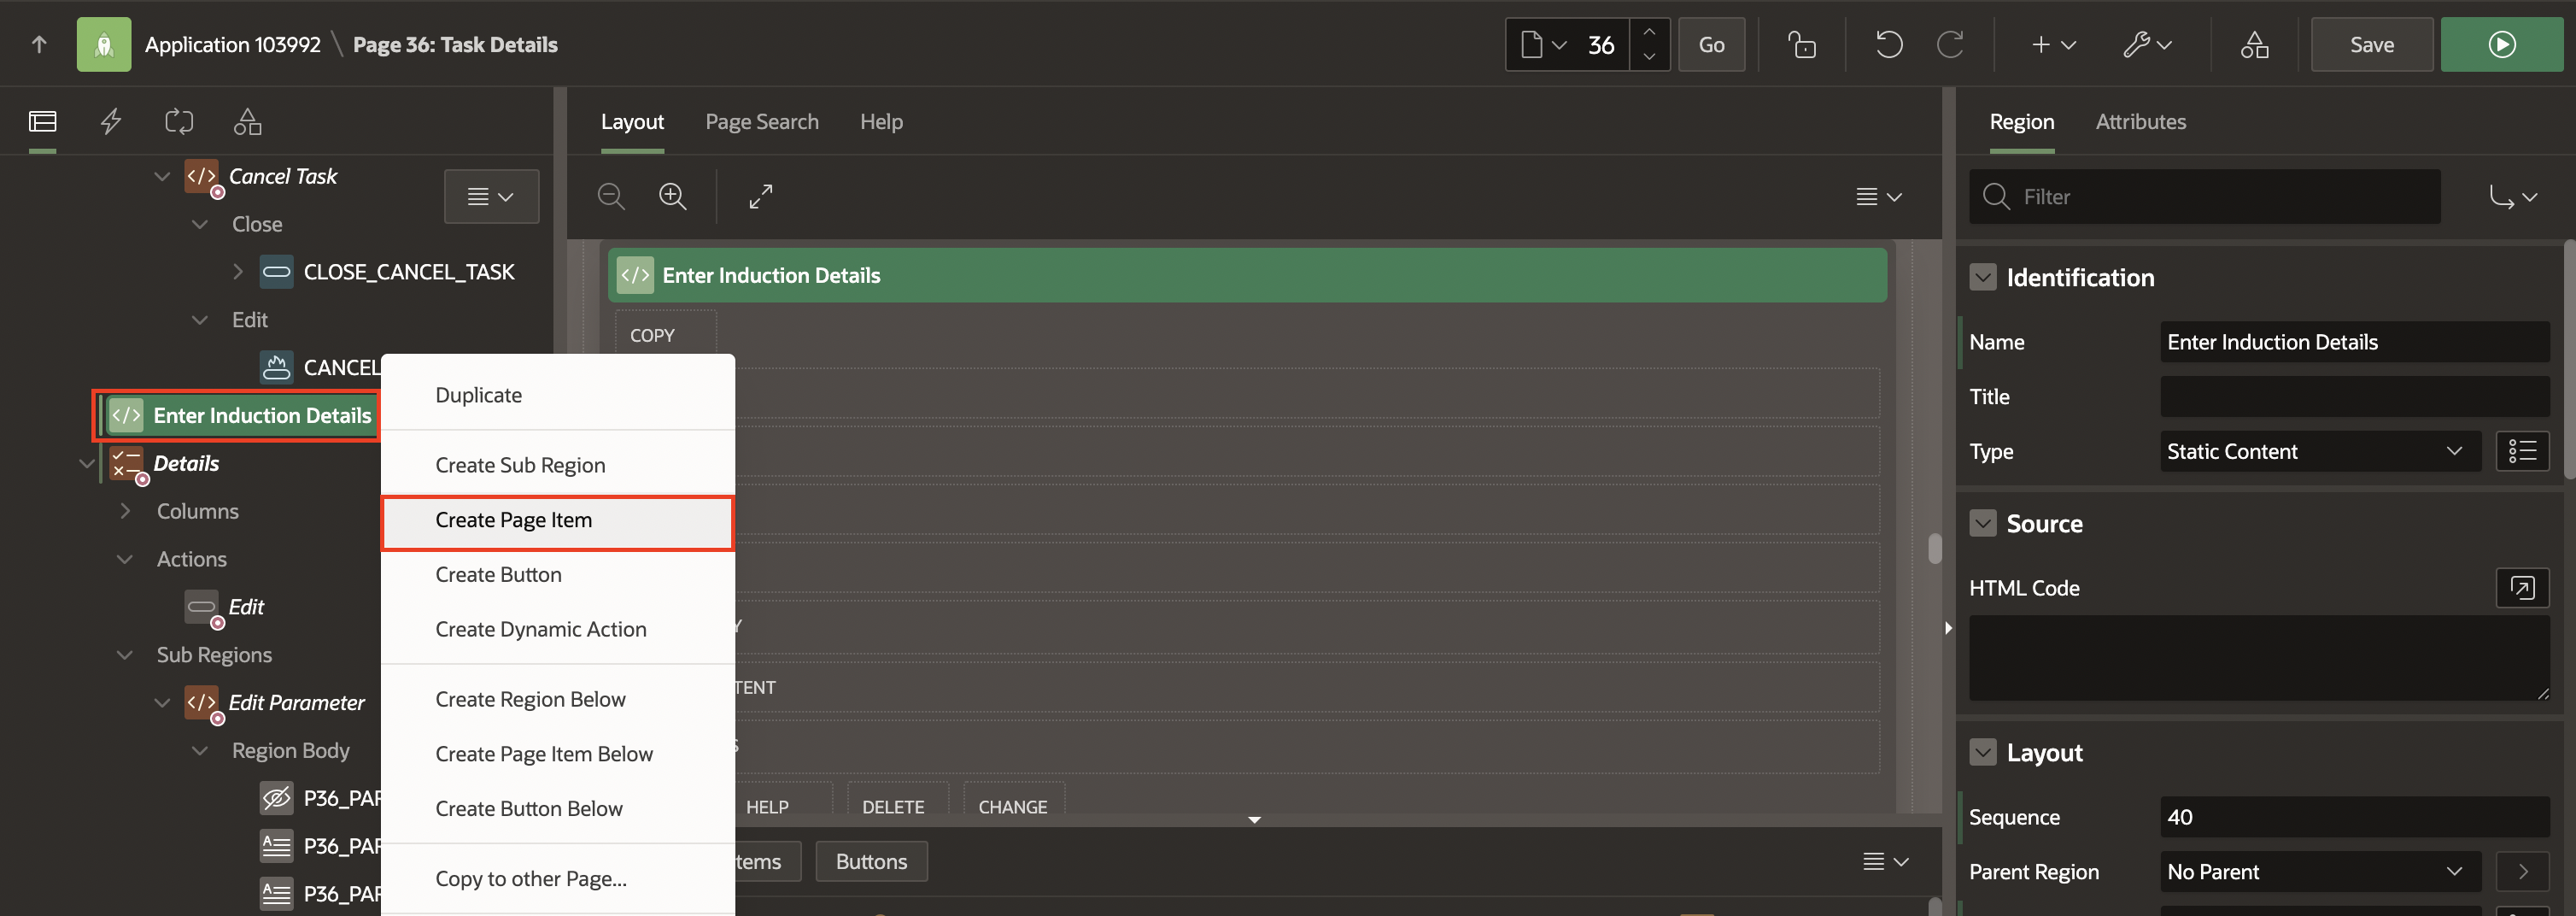 Application 103992 \ Page 36: Task Details
36
Go
Save
Layout
Page Search
Help
Region
Attributes
Cancel Task
Close
CLOSE_CANCEL_TASK
Edit
CANCEL
Enter Induction Details
Details
Columns
Actions
Edit
Sub Regions
Edit Parameter
Region Body
P36_PAR
P36_PAR
P36_PAR
Duplicate
Create Sub Region
Create Page Item
Create Button
Create Dynamic Action
Create Region Below
Create Page Item Below
Create Button Below
Copy to other Page...
Enter Induction Details
COPY
Y
TENT
S
HELP
DELETE
CHANGE
tems
Buttons
Filter
Identification
Name
Enter Induction Details
Title
Type
Static Content
Source
HTML Code
Layout
Sequence
40
Parent Region
No Parent